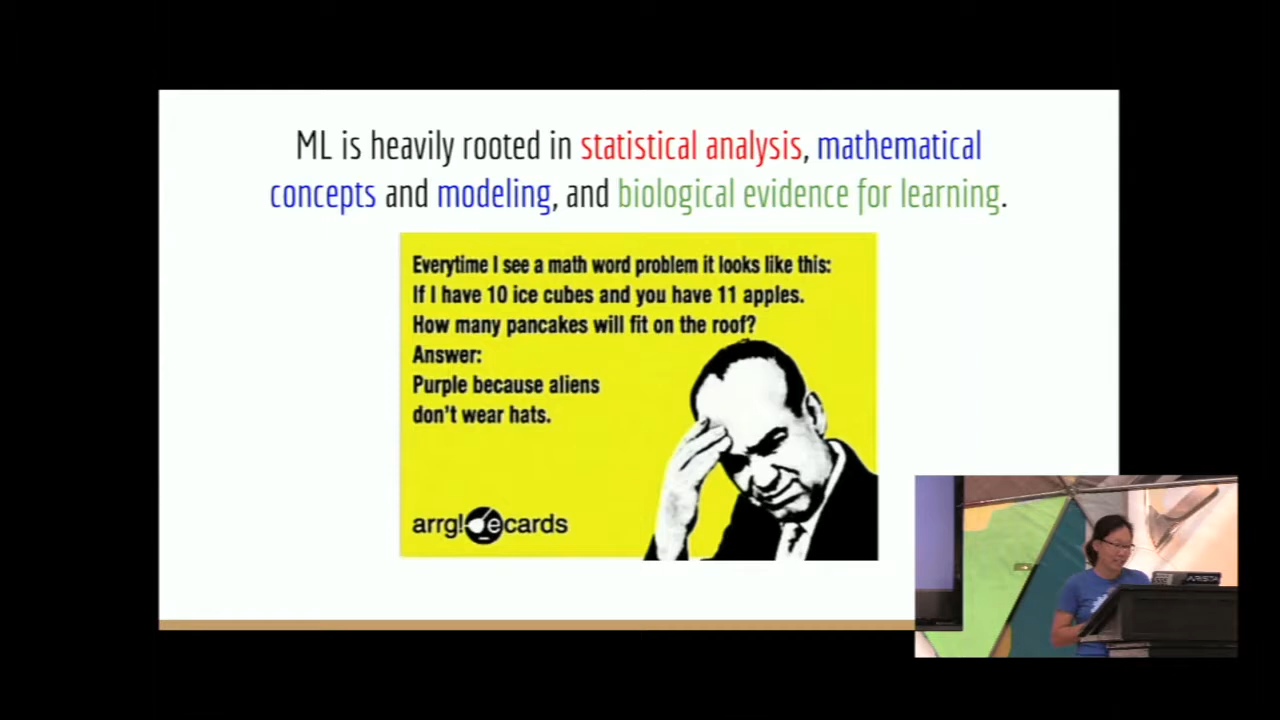 ML is heavily rooted in statistical analysis, mathematical
concepts and modeling, and biological evidence for learning.
Everytime I see a math word problem it looks like this:
If I have 10 ice cubes and you have 11 apples.
How many pancakes will fit on the roof?
Answer:
Purple because aliens
don't wear hats.
arrg! ecards
ARISTA